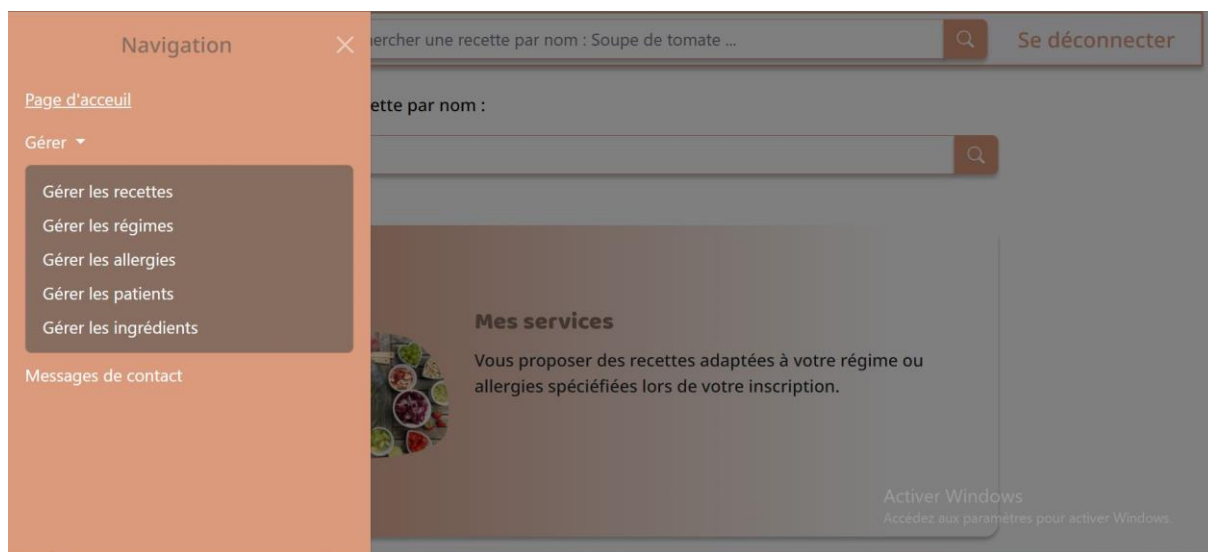 Navigation
ercher une recette par nom : Soupe de tomate ...
Se déconnecter
Page d'acceuil
ette par nom :
Gérer
Gérer les recettes
Gérer les régimes
Gérer les allergies
Gérer les patients
Gérer les ingrédients
Messages de contact
Mes services
Vous proposer des recettes adaptées à votre régime ou
allergies spéciéfiées lors de votre inscription.
Activer Windows
Accédez aux paramètres pour activer Windows.